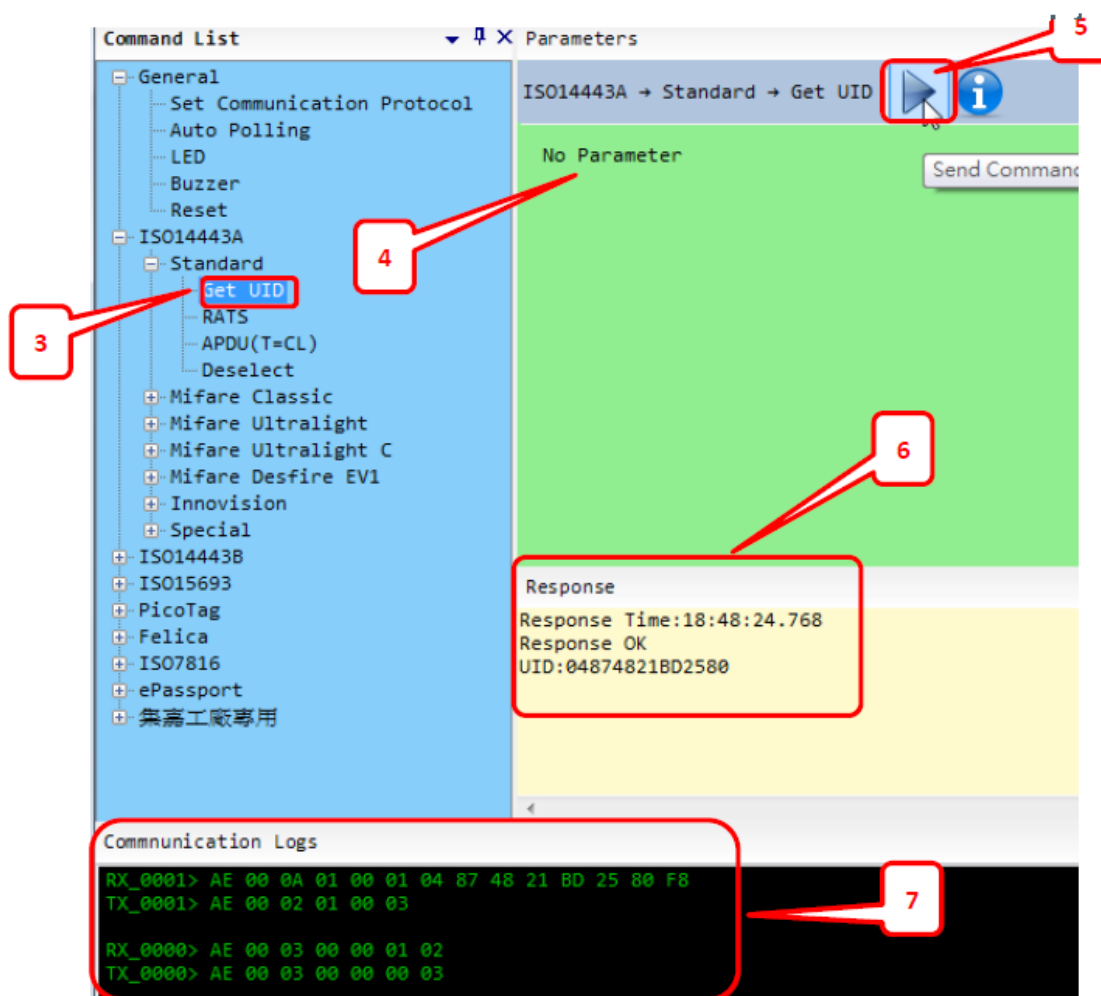 Command List
General
Set Communication Protocol
Auto Polling
LED
Buzzer
Reset
ISO14443A
Standard
Get UID
RATS
APDU(T=CL)
Deselect
Mifare Classic
Mifare Ultralight
Mifare Ultralight C
Mifare Desfire EV1
Innovision
Special
ISO14443B
ISO15693
PicoTag
Felica
ISO7816
ePassport
集嘉工廠專用
3
4
Parameters
5
ISO14443A → Standard → Get UID
No Parameter
Send Command
6
Response
Response Time:18:48:24.768
Response OK
UID:04874821BD2580
Commnunication Logs
RX_0001> AE 00 0A 01 00 01 04 87 48 21 BD 25 80 F8
TX_0001> AE 00 02 01 00 03
RX_0000> AE 00 03 00 00 01 02
TX_0000> AE 00 03 00 00 00 03
7